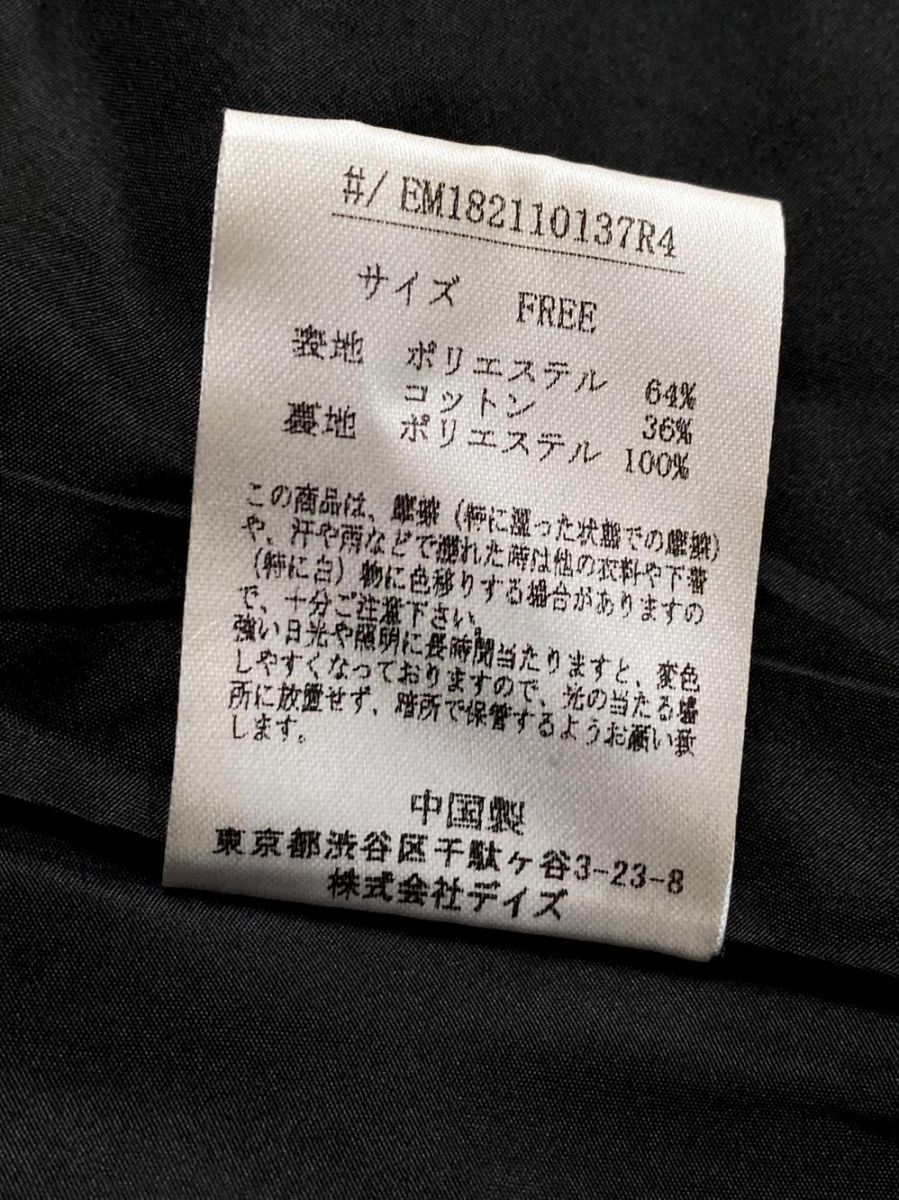 #/ EM182110137R4
サイズ FREE
表地 ポリエステル 64%
コットン 36%
裏地 ポリエステル 100%
この商品は、摩擦（特に湿った状態での摩擦）
や、汗や雨などで濡れた時は他の衣料や下着
（特に白）物に色移りする場合がありますの
で、十分ご注意下さい。
強い日光や照明に長時間当たりますと、変色
しやすくなっておりますので、光の当たる場
所に放置せず、暗所で保管するようお願い致
します。
中国製
東京都渋谷区千駄ヶ谷3-23-8
株式会社デイズ